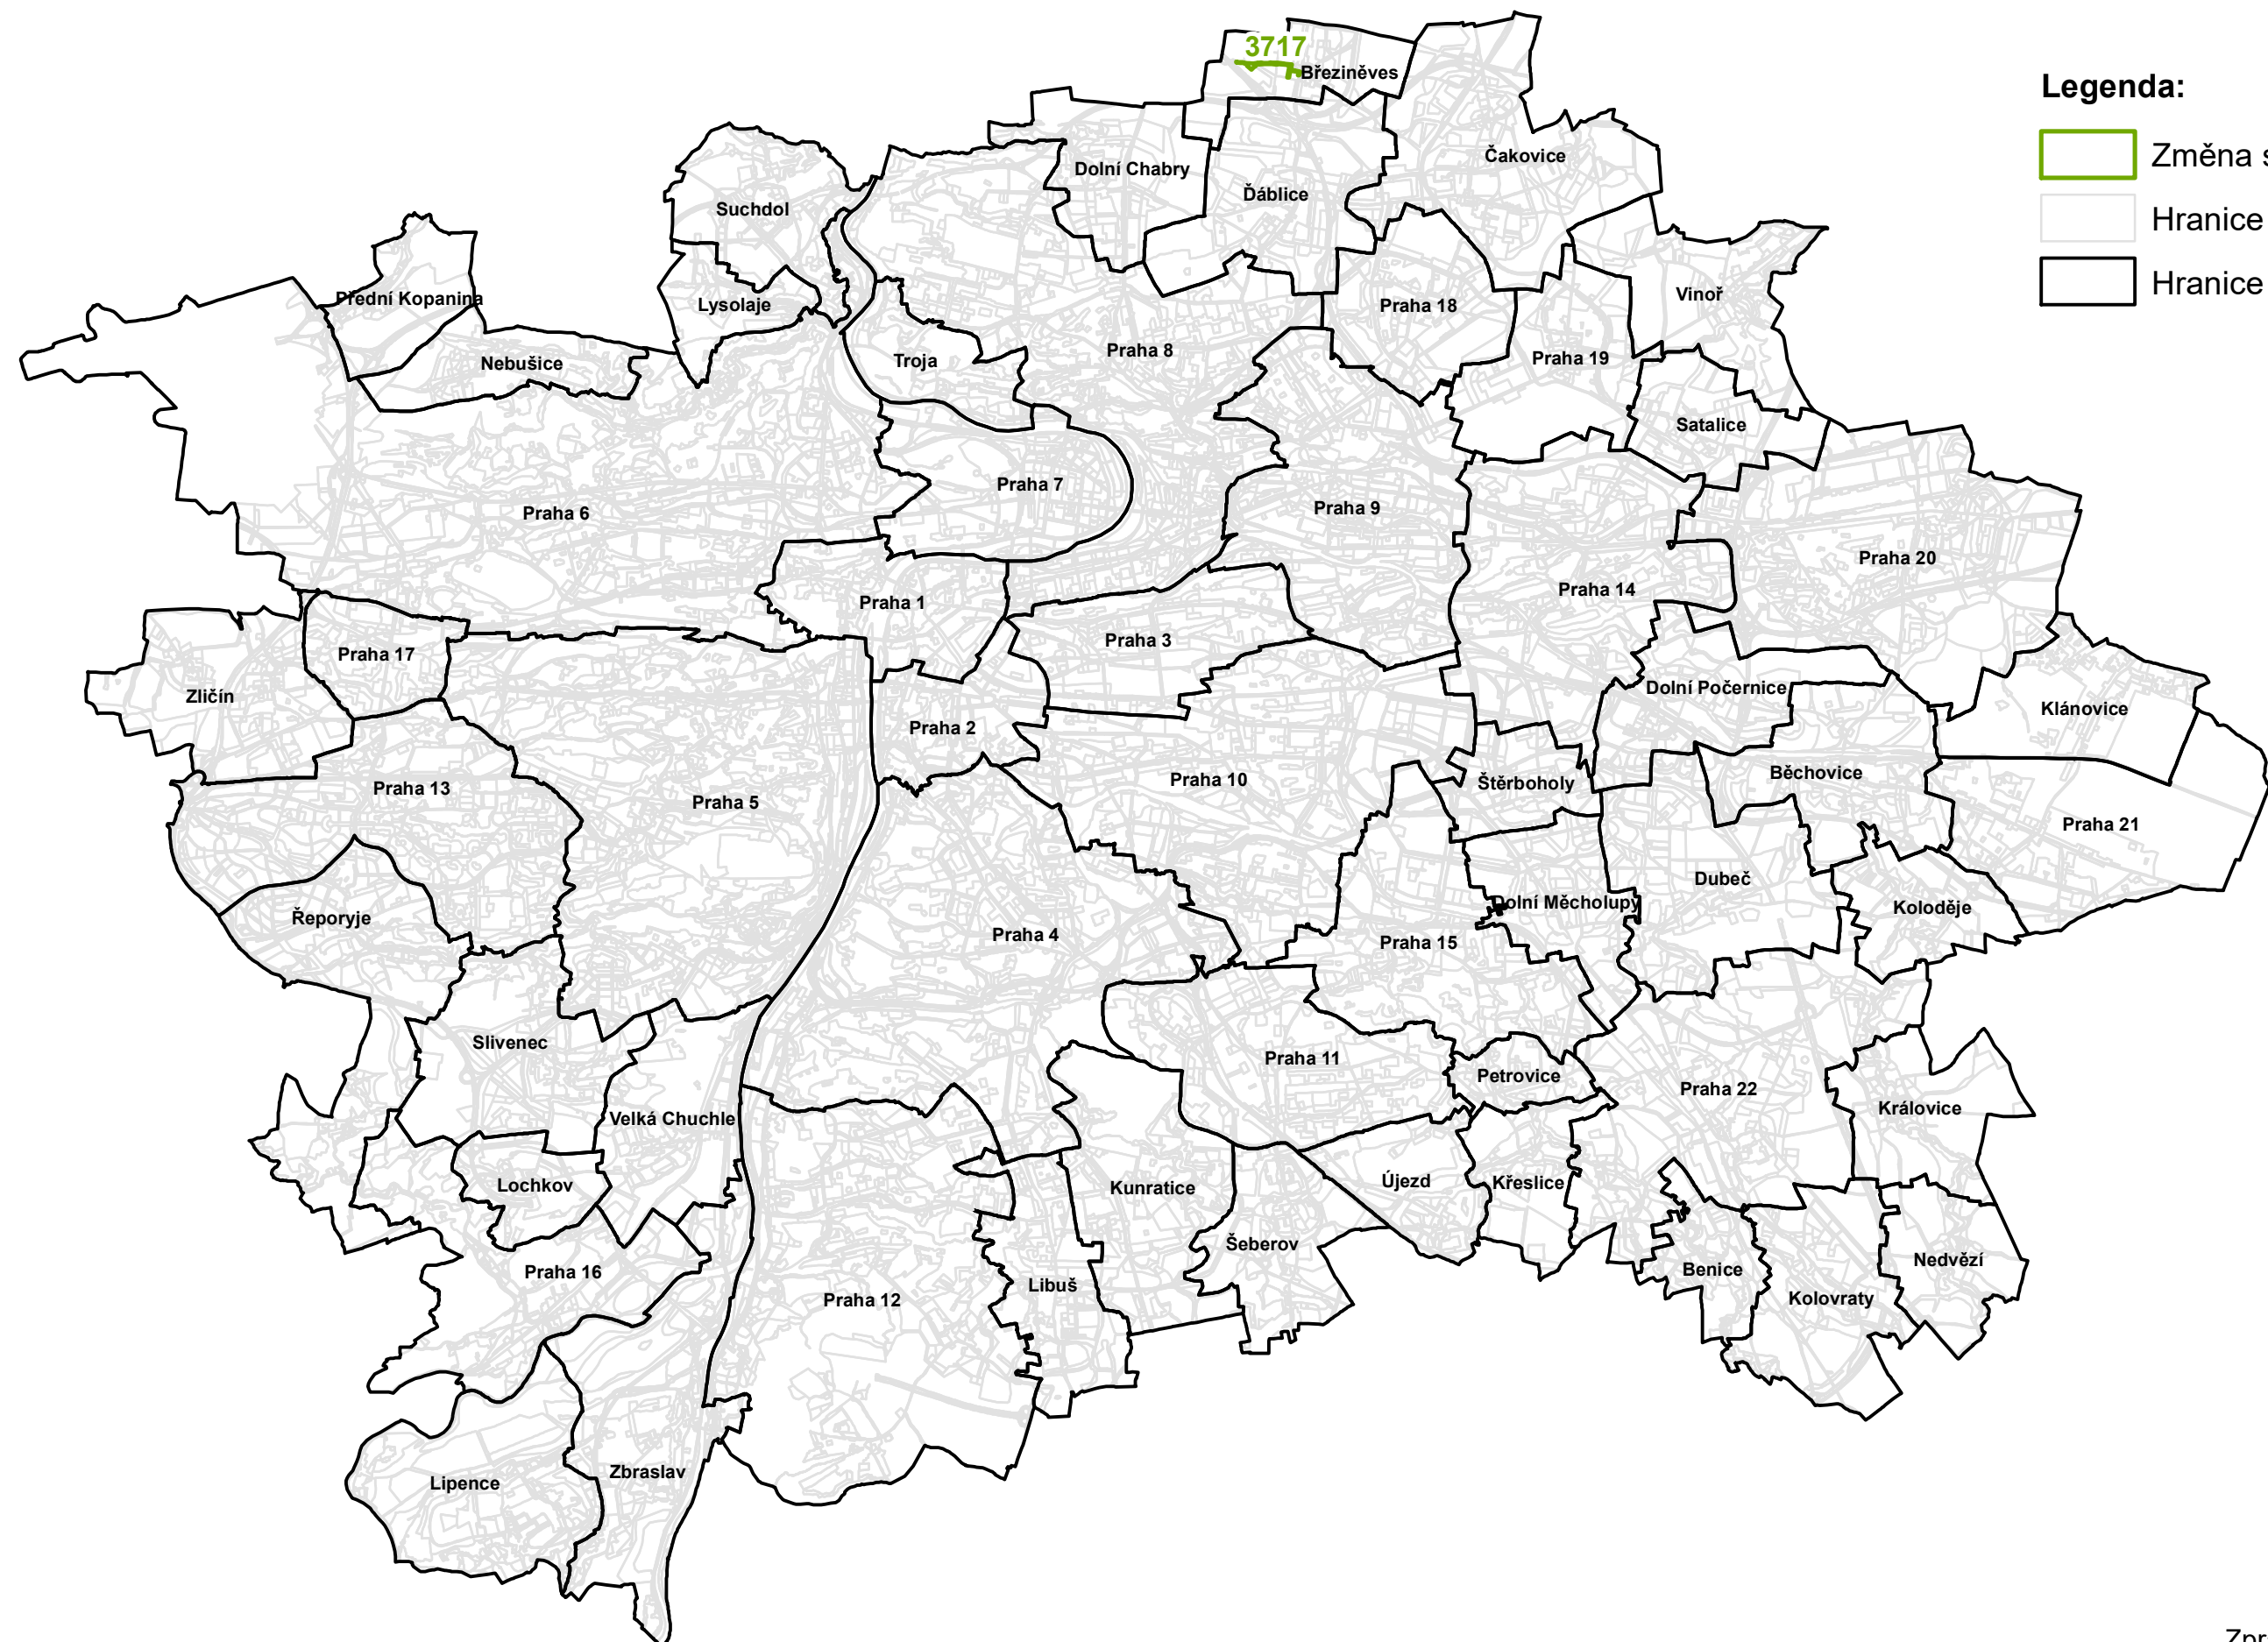 3717
Březiněves
Legenda:
Změna s
Hranice
Hranice
Dolní Chabry
Ďáblice
Čakovice
Suchdol
Přední Kopanina
Lysolaje
Praha 18
Vinoř
Nebušice
Troja
Praha 8
Praha 19
Satalice
Praha 7
Praha 6
Praha 9
Praha 20
Praha 14
Praha 1
Praha 3
Praha 17
Zličín
Dolní Počernice
Klánovice
Praha 2
Praha 13
Praha 5
Praha 10
Štěrboholy
Běchovice
Praha 21
Dubeč
Řeporyje
Dolní Měcholupy
Koloděje
Praha 4
Praha 15
Slivenec
Praha 11
Petrovice
Praha 22
Královice
Velká Chuchle
Lochkov
Kunratice
Újezd
Křeslice
Šeberov
Praha 16
Libuš
Benice
Nedvězí
Praha 12
Kolovraty
Zbraslav
Lipence
Zpr